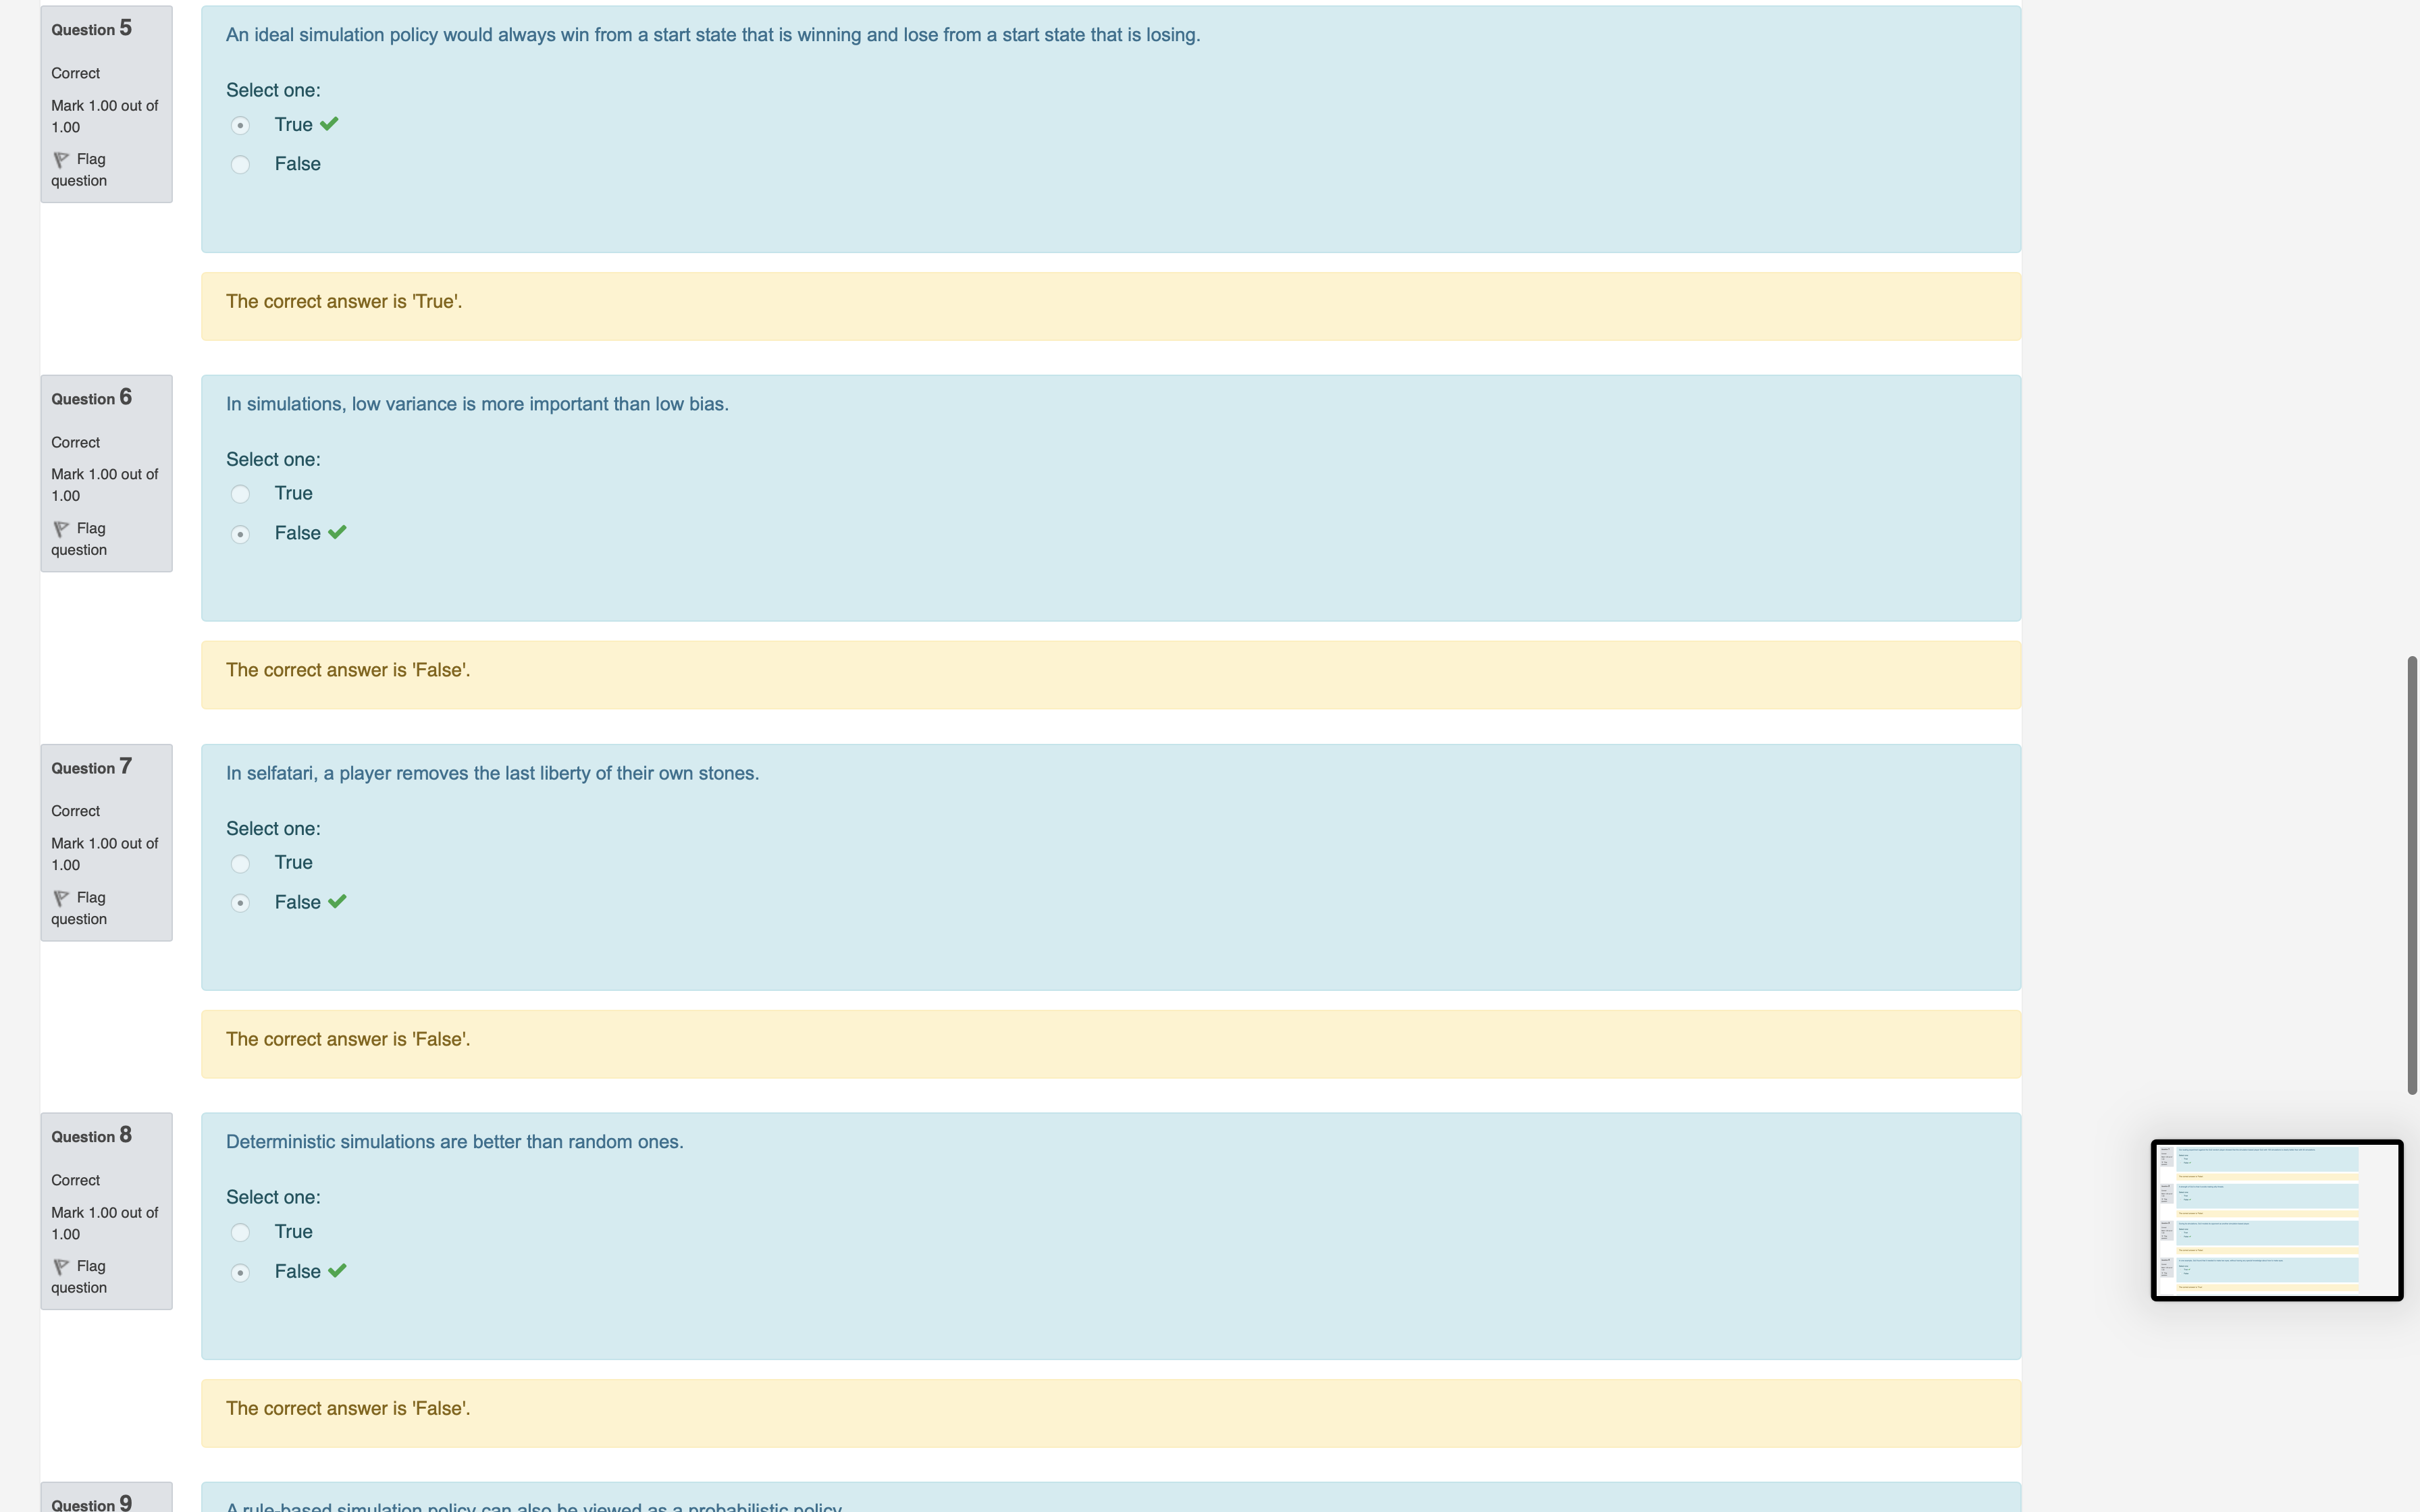 Question 5
Correct
Mark 1.00 out of
1.00
Flag
question
An ideal simulation policy would always win from a start state that is winning and lose from a start state that is losing.
Select one:
True
False
The correct answer is 'True'.
Question 6
Correct
Mark 1.00 out of
1.00
Flag
question
In simulations, low variance is more important than low bias.
Select one:
True
False
The correct answer is 'False'.
Question 7
Correct
Mark 1.00 out of
1.00
Flag
question
In selfatari, a player removes the last liberty of their own stones.
Select one:
True
False
The correct answer is 'False'.
Question 8
Correct
Mark 1.00 out of
1.00
Flag
question
Deterministic simulations are better than random ones.
Select one:
True
False
The correct answer is 'False'.
Question 9
A rule-based simulation policy can also be viewed as a probabilistic policy.